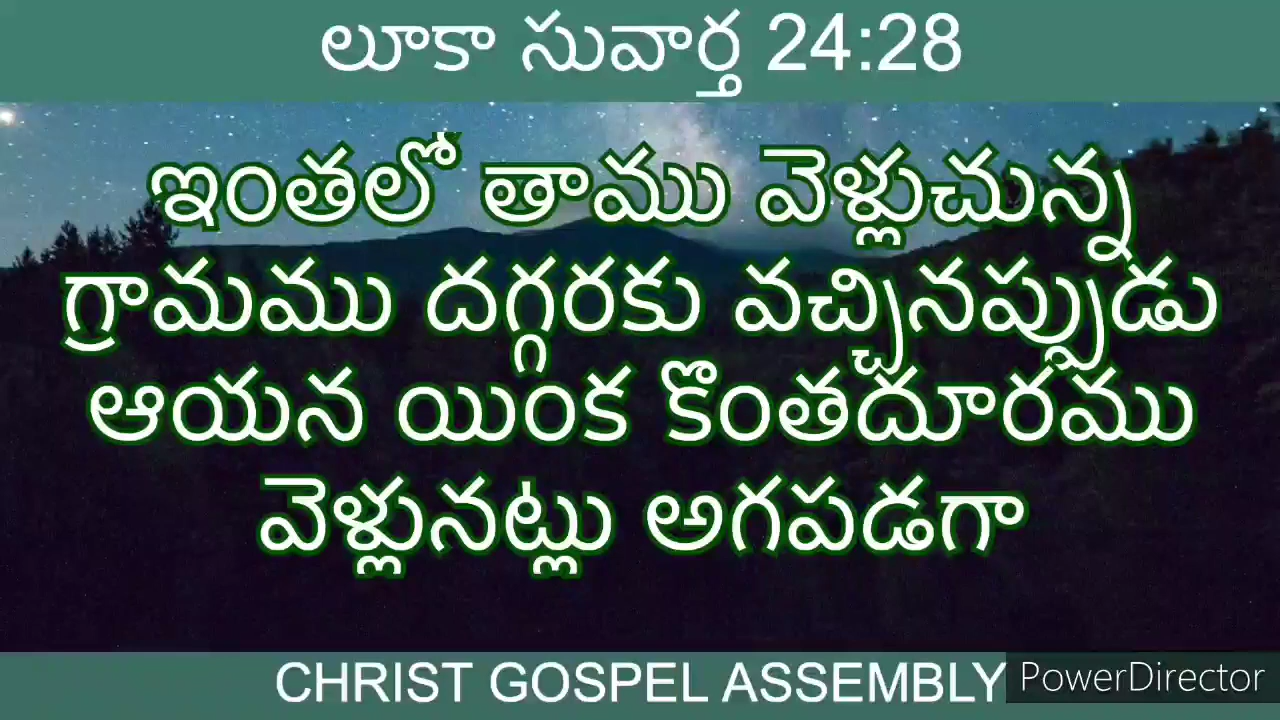 లూకా సువార్త 24:28
ఇంతలో తాము వెళ్లుచున్న
గ్రామము దగ్గరకు వచ్చినప్పుడు
ఆయన యింక కొంతదూరము
వెళ్లునట్లు అగపడగా
CHRIST GOSPEL ASSEMBLY
PowerDirector